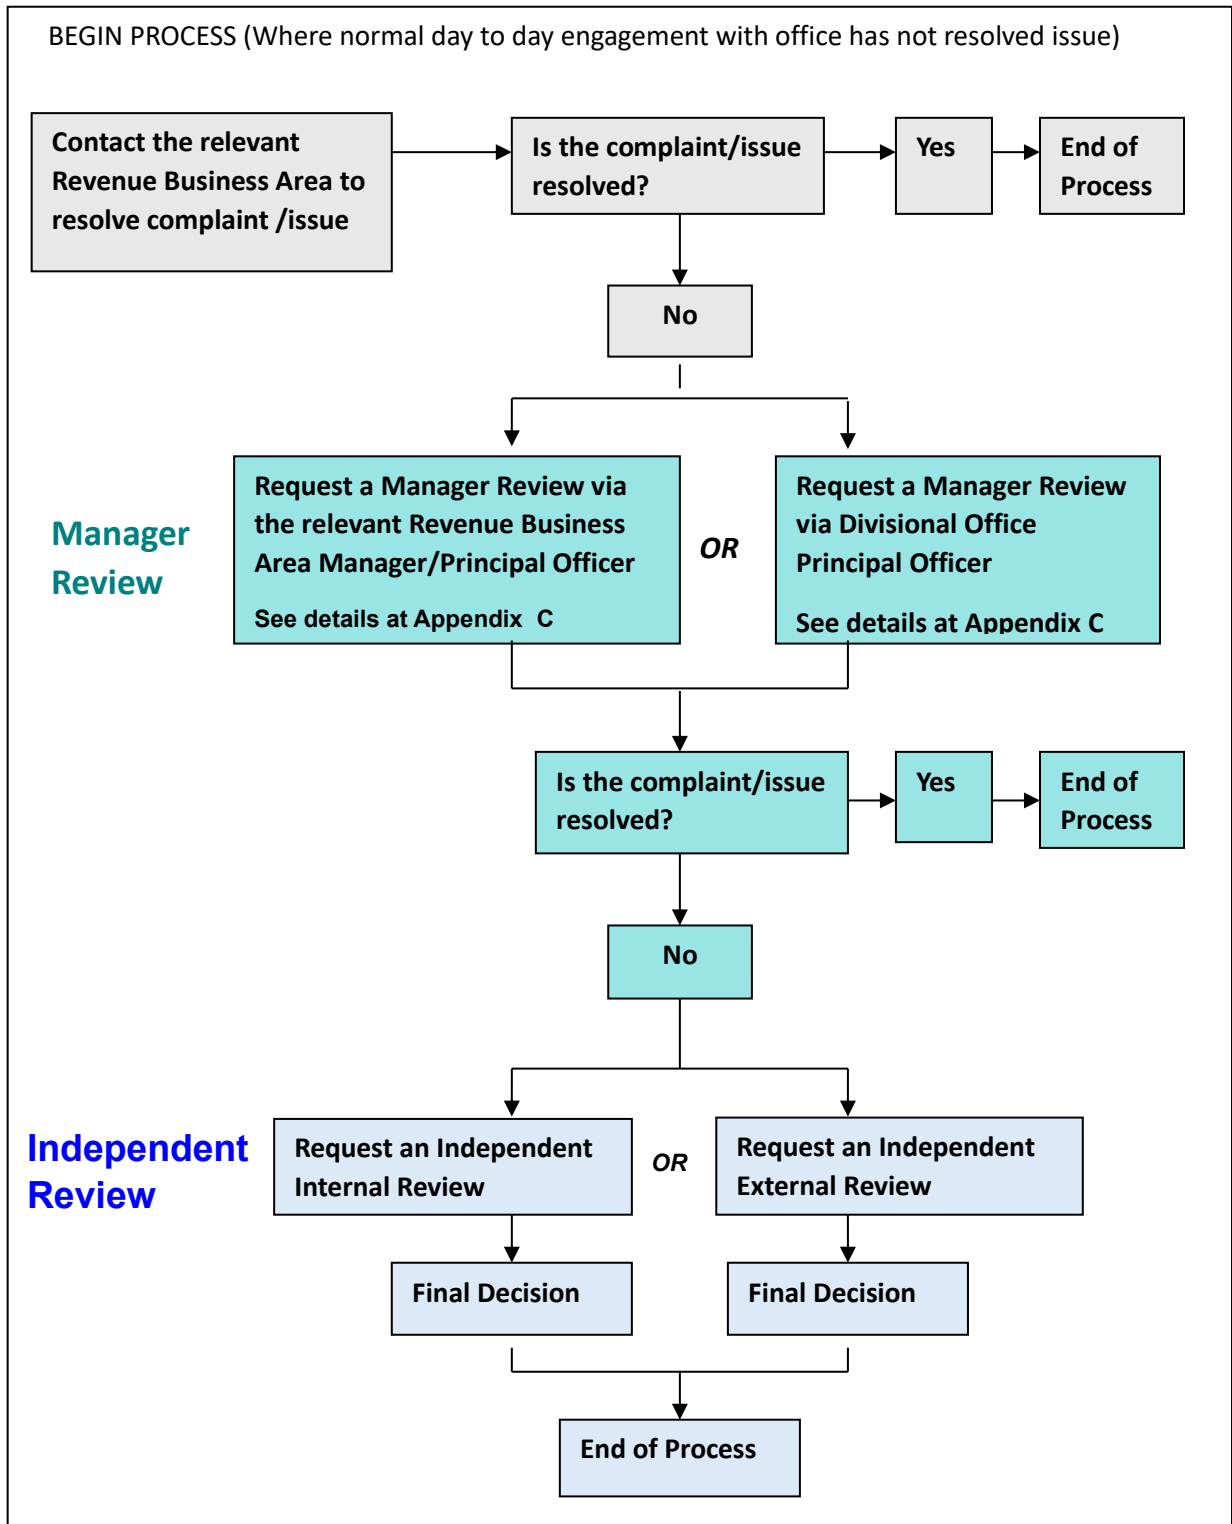 BEGIN PROCESS (Where normal day to day engagement with office has not resolved issue)
Contact the relevant
Revenue Business Area to
resolve complaint /issue
Is the complaint/issue
resolved?
Yes
End of
Process
No
Manager
Review
Request a Manager Review via
the relevant Revenue Business
Area Manager/Principal Officer
See details at Appendix C
OR
Request a Manager Review
via Divisional Office
Principal Officer
See details at Appendix C
Is the complaint/issue
resolved?
Yes
End of
Process
No
Independent
Review
Request an Independent
Internal Review
OR
Request an Independent
External Review
Final Decision
Final Decision
End of Process